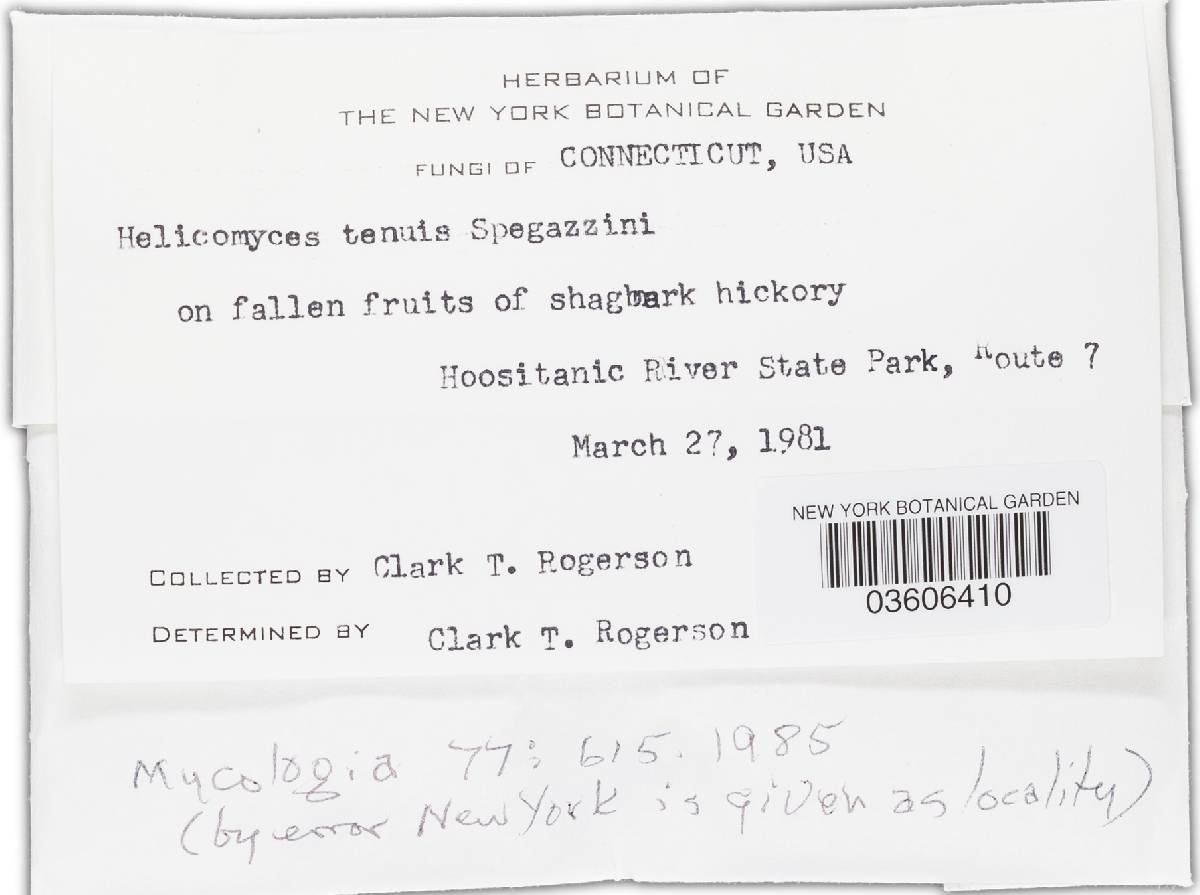 HERBARIUM OF
THE NEW YORK BOTANICAL GARDEN
FUNGI OF CONNECTICUT, USA
Helicomyces tenuis Spegazzini
on fallen fruits of shagbark hickory
Hoositanic River State Park, Route 7
March 27, 1981
NEW YORK BOTANICAL GARDEN
03606410
COLLECTED BY Clark T. Rogerson
DETERMINED BY Clark T. Rogerson
Mycologia 77: 615. 1985
(by error New York is given as locality)